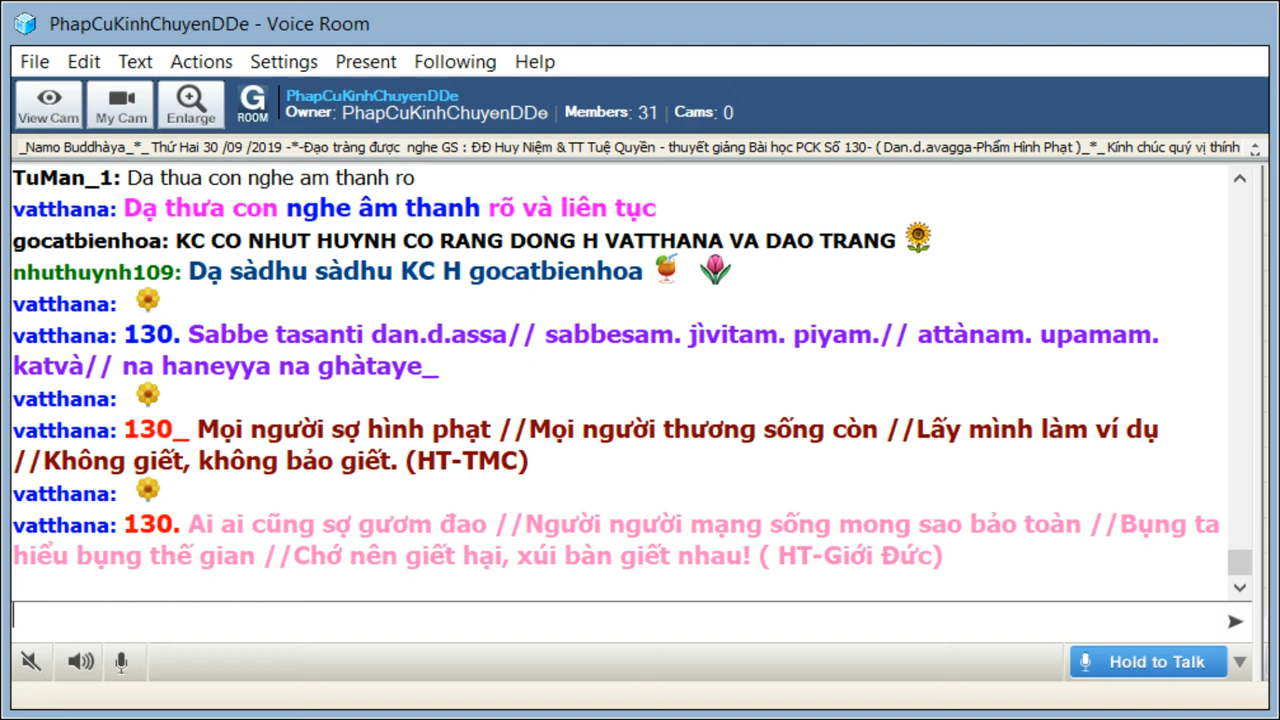 PhapCuKinhChuyenDDe - Voice Room
File Edit Text Actions Settings Present Following Help
View Cam My Cam Enlarge G ROOM
PhapCuKinhChuyenDDe
Owner: PhapCuKinhChuyenDDe | Members: 31 | Cams: 0
_Namo Buddhàya_*_ Thứ Hai 30 /09 /2019 -*-Đạo tràng được nghe GS : ĐĐ Huy Niệm & TT Tuệ Quyền - thuyết giảng Bài học PCK Số 130- ( Dan.d.avagga-Phẩm Hình Phạt )_*_ Kính chúc quý vị thính
TuMan_1: Da thua con nghe am thanh ro
vatthana: Dạ thưa con nghe âm thanh rõ và liên tục
gocatbienhoa: KC CO NHUT HUYNH CO RANG DONG H VATTHANA VA DAO TRANG
nhuthuynh109: Dạ sàdhu sàdhu KC H gocatbienhoa
vatthana:
vatthana: 130. Sabbe tasanti dan.d.assa// sabbesam. jìvitam. piyam.// attànam. upamam.
katvà// na haneyya na ghàtaye_
vatthana:
vatthana: 130_ Mọi người sợ hình phạt //Mọi người thương sống còn //Lấy mình làm ví dụ
//Không giết, không bảo giết. (HT-TMC)
vatthana:
vatthana: 130. Ai ai cũng sợ gươm đao //Người người mạng sống mong sao bảo toàn //Bụng ta
hiểu bụng thế gian //Chớ nên giết hại, xúi bàn giết nhau! ( HT-Giới Đức)
Hold to Talk